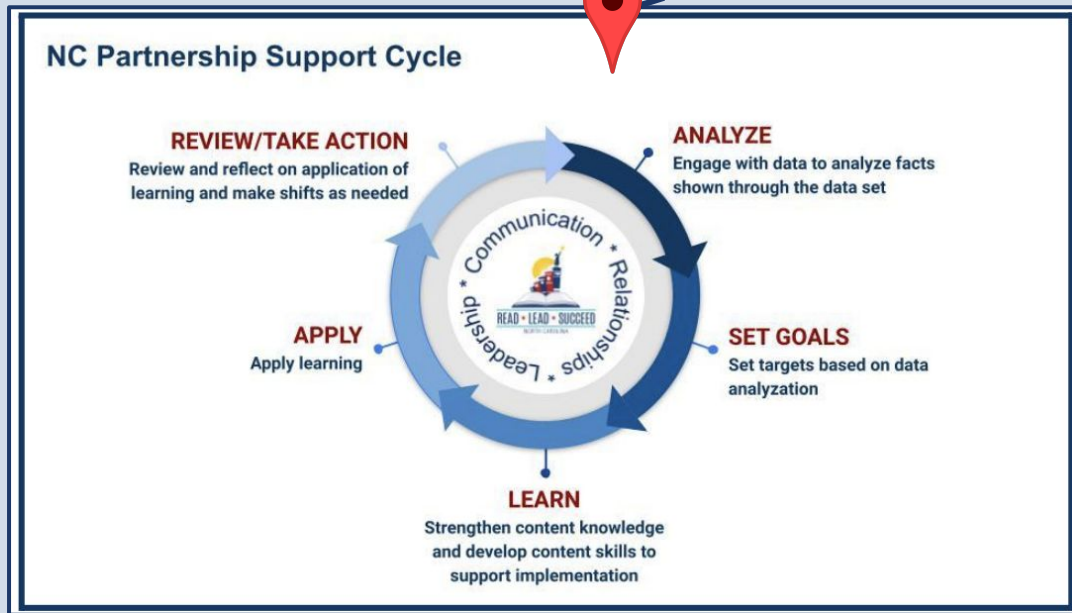 NC Partnership Support Cycle
REVIEW/TAKE ACTION
Review and reflect on application of
learning and make shifts as needed
ANALYZE
Engage with data to analyze facts
shown through the data set
SET GOALS
Set targets based on data
analyzation
LEARN
Strengthen content knowledge
and develop content skills to
support implementation
APPLY
Apply learning
Communication * Relationships * Leadership *
READ • LEAD • SUCCEED
NORTH CAROLINA